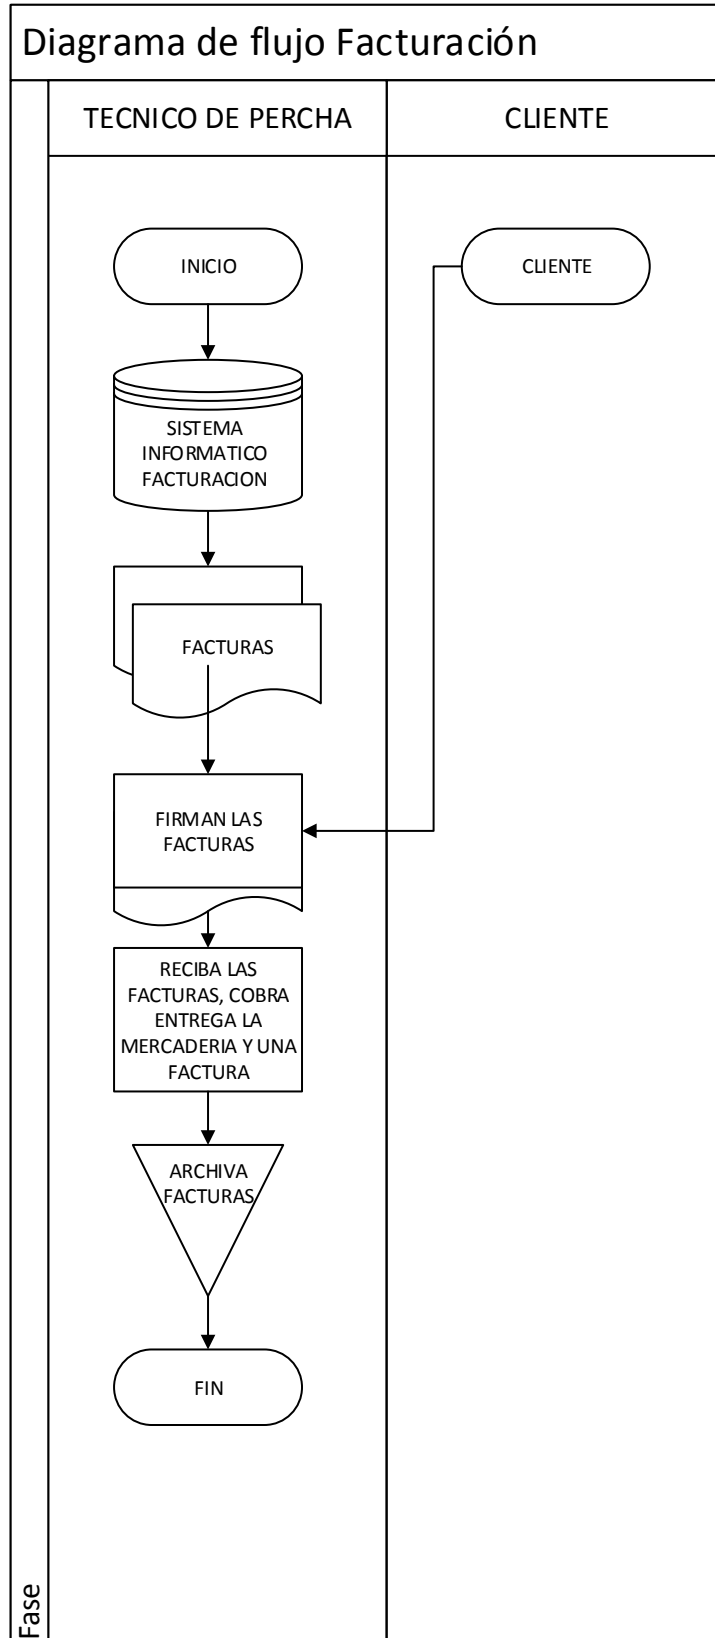 Diagrama de flujo Facturación
TECNICO DE PERCHA
CLIENTE
INICIO
CLIENTE
SISTEMA
INFORMATICO
FACTURACION
FACTURAS
FIRMAN LAS
FACTURAS
RECIBA LAS
FACTURAS, COBRA
ENTREGA LA
MERCADERIA Y UNA
FACTURA
ARCHIVA
FACTURAS
FIN
Fase